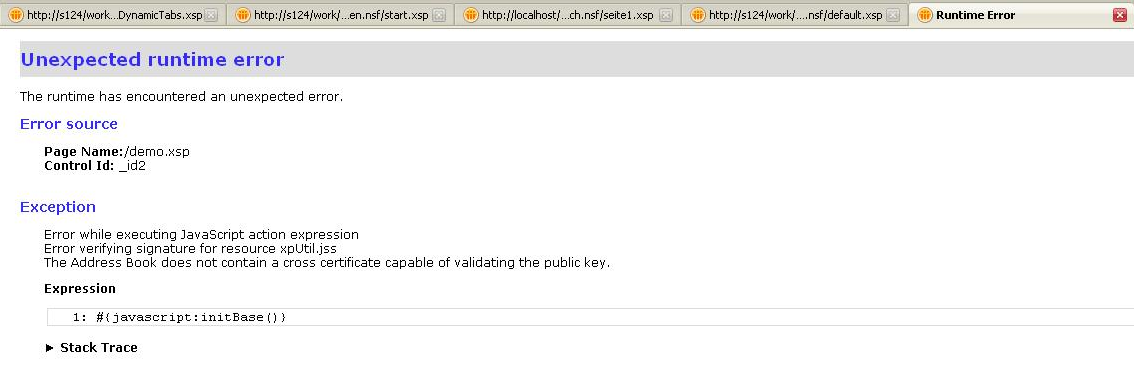 http://s124/work...DynamicTabs.xsp
http://s124/work/...en.nsf/start.xsp
http://localhost/...ch.nsf/seite1.xsp
http://s124/work/....nsf/default.xsp
Runtime Error
Unexpected runtime error
The runtime has encountered an unexpected error.
Error source
Page Name:/demo.xsp
Control Id: _id2
Exception
Error while executing JavaScript action expression
Error verifying signature for resource xpUtil.jss
The Address Book does not contain a cross certificate capable of validating the public key.
Expression
1: #{javascript:initBase()}
► Stack Trace